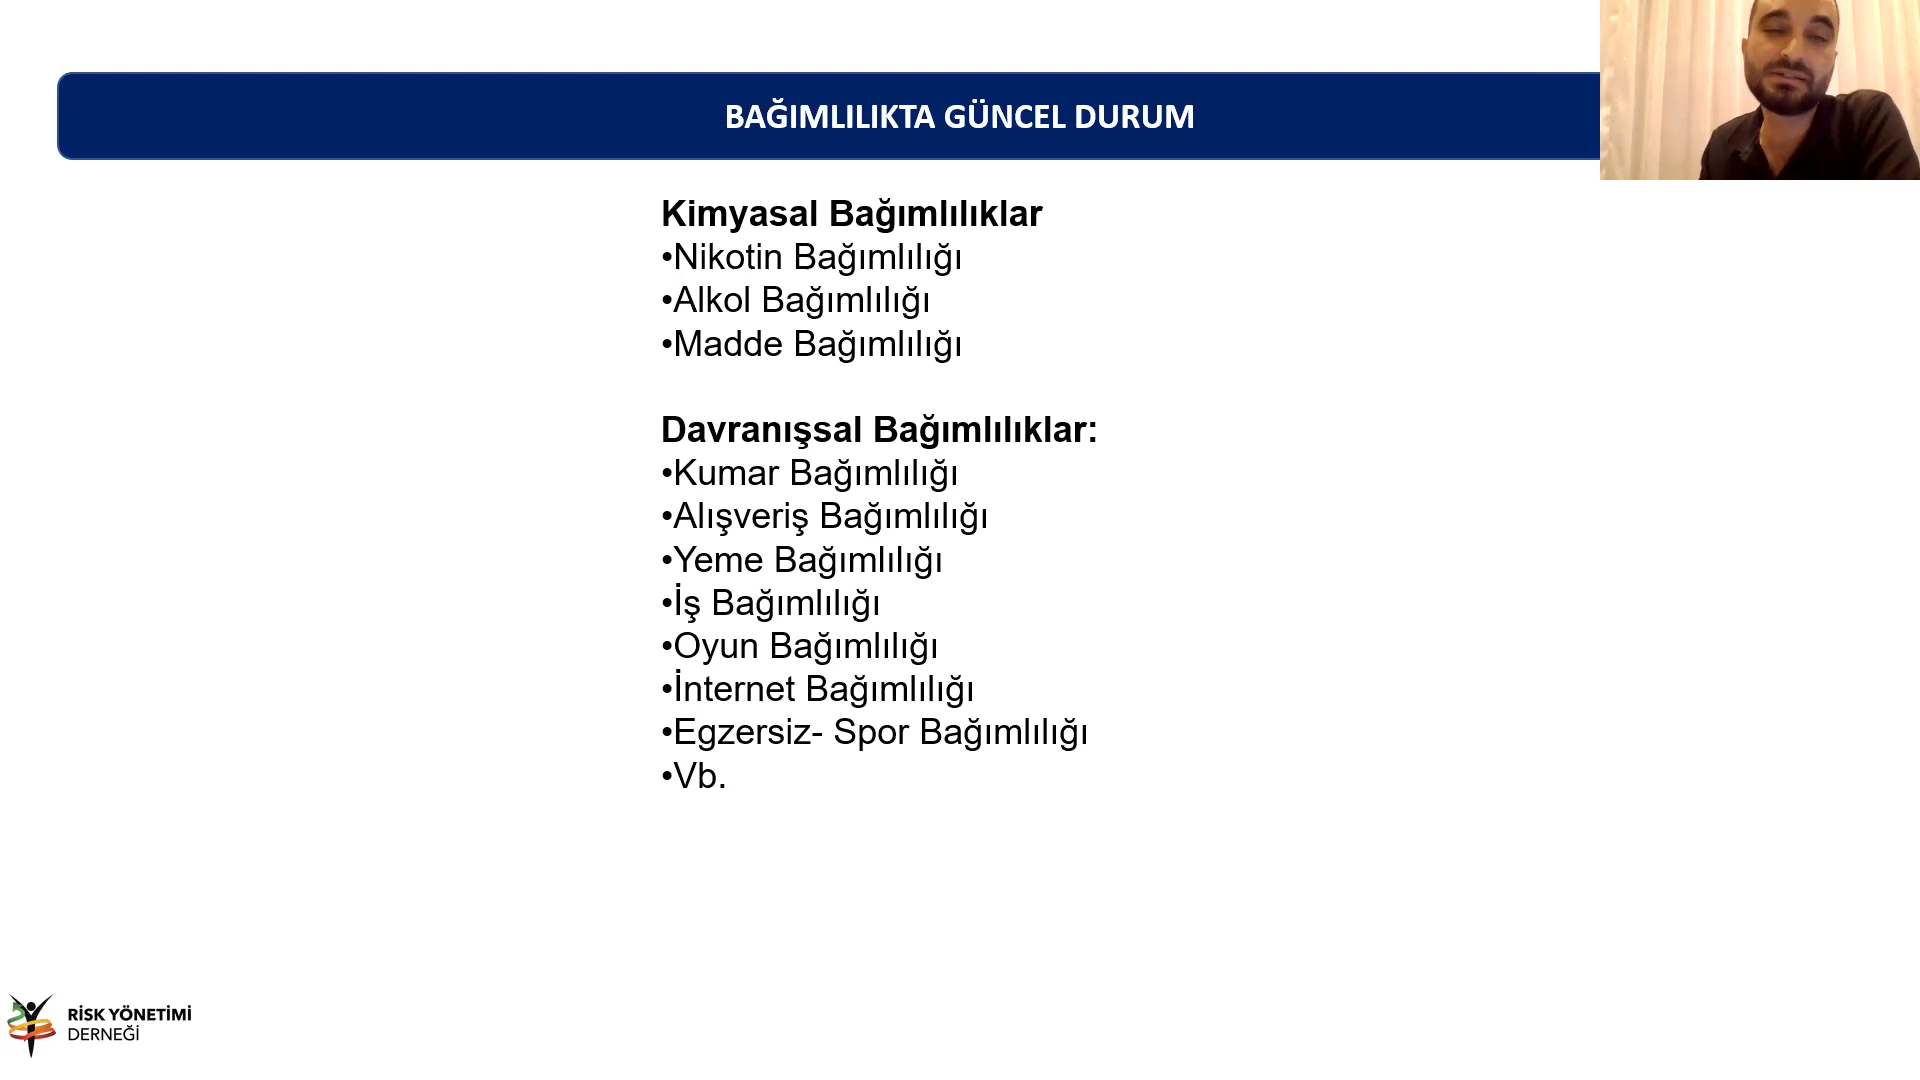 BAĞIMLILIKTA GÜNCEL DURUM
Kimyasal Bağımlılıklar
•Nikotin Bağımlılığı
•Alkol Bağımlılığı
•Madde Bağımlılığı
Davranışsal Bağımlılıklar:
•Kumar Bağımlılığı
•Alışveriş Bağımlılığı
•Yeme Bağımlılığı
•İş Bağımlılığı
•Oyun Bağımlılığı
•İnternet Bağımlılığı
•Egzersiz- Spor Bağımlılığı
•Vb.
RİSK YÖNETİMİ
DERNEĞİ